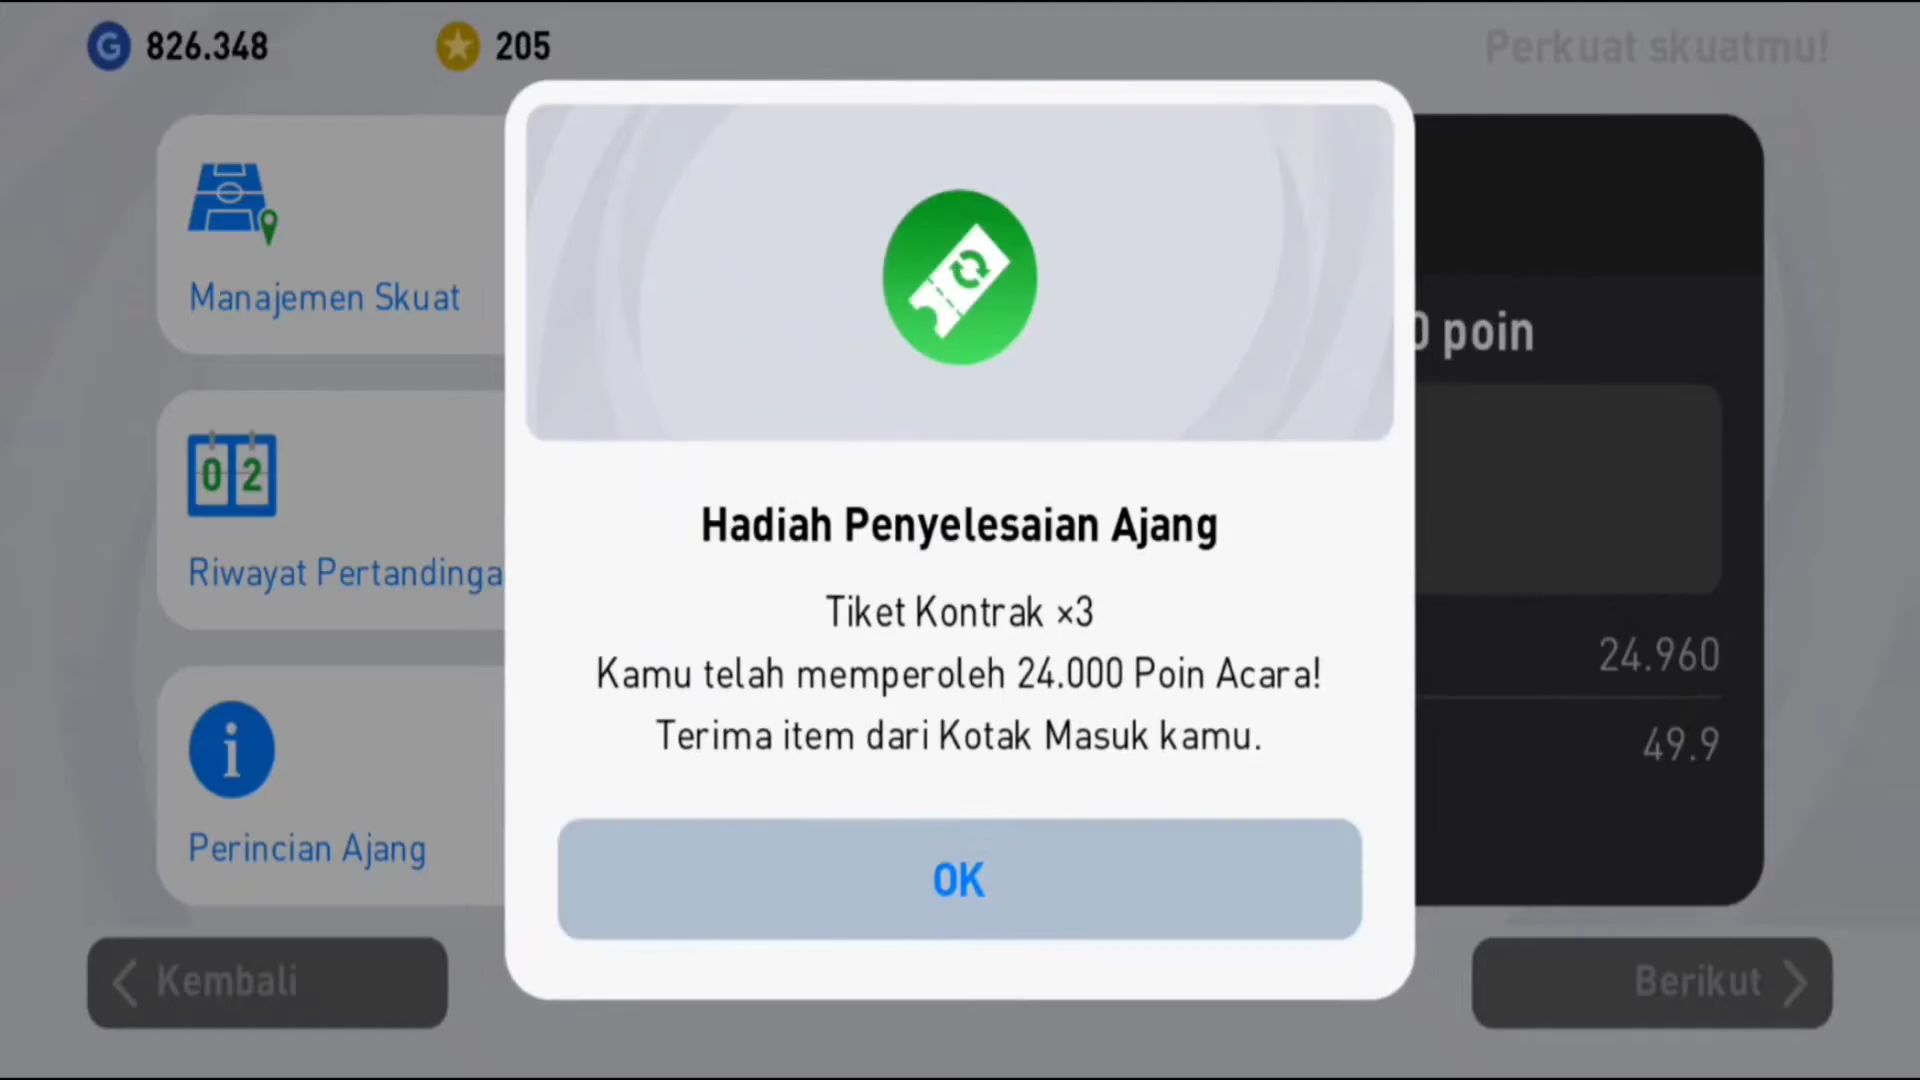 826.348
205
Perkuat skuatmu!
Manajemen Skuat
0 poin
02
Riwayat Pertandinga
Hadiah Penyelesaian Ajang
Tiket Kontrak ×3
Kamu telah memperoleh 24.000 Poin Acara!
Terima item dari Kotak Masuk kamu.
24.960
49.9
Perincian Ajang
OK
Kembali
Berikut